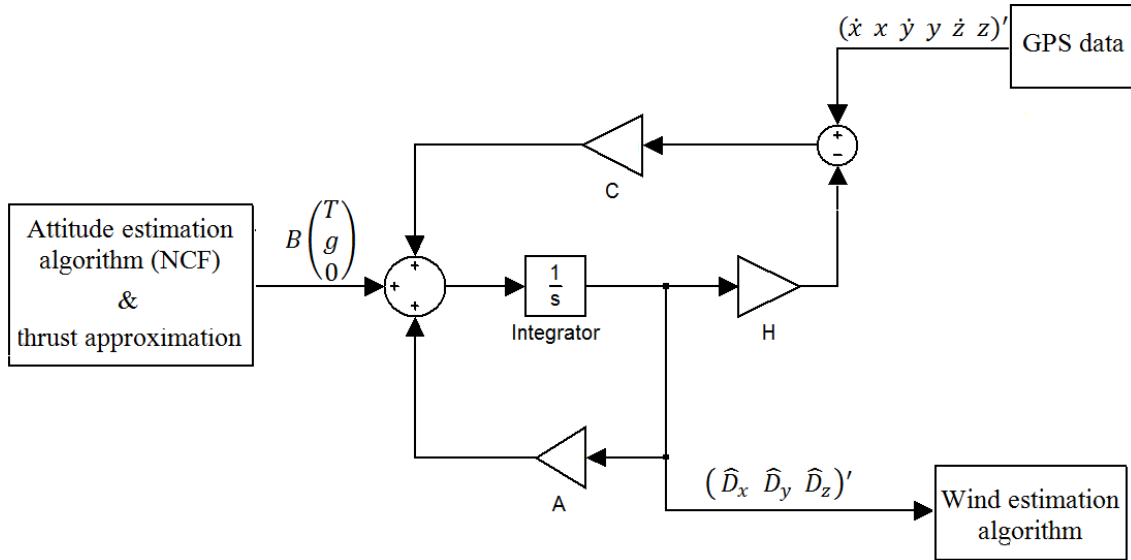 (ẋ x ẏ y ż z)′
GPS data
+
−
C
Attitude estimation
algorithm (NCF)
&
thrust approximation
B(T
g
0)
+
+
+
1
s
Integrator
H
A
(D̂x D̂y D̂z)′
Wind estimation
algorithm